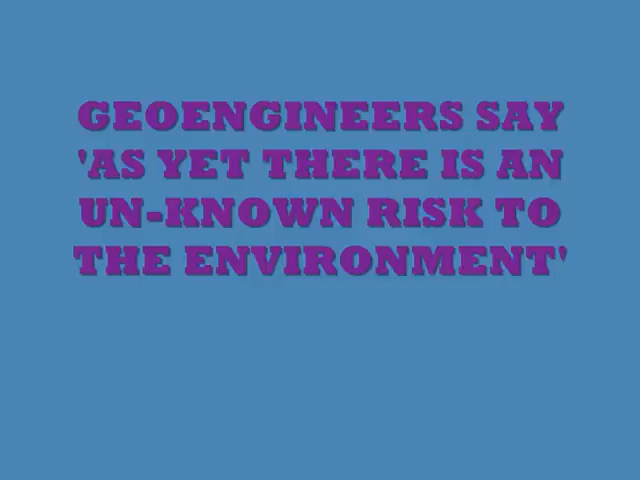 GEOENGINEERS SAY
'AS YET THERE IS AN
UN-KNOWN RISK TO
THE ENVIRONMENT'